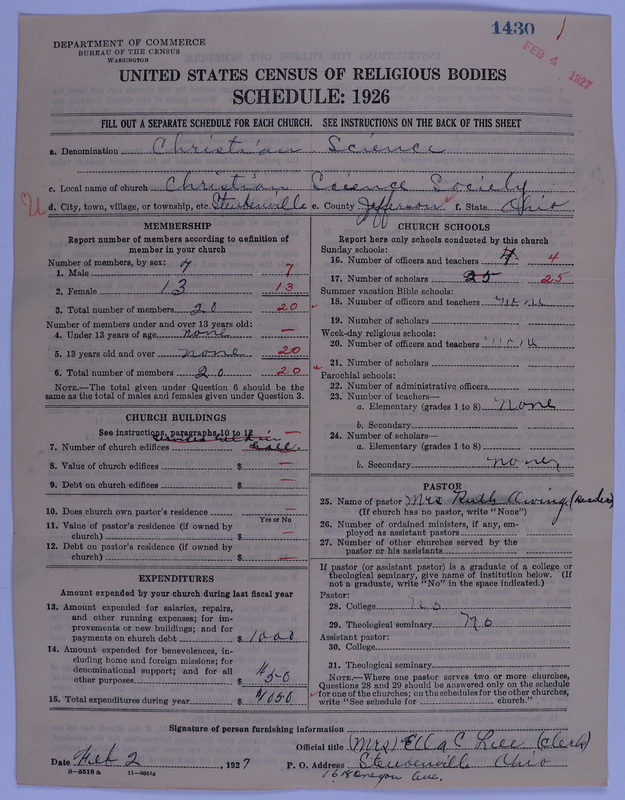 1430
FEB 4 1927
DEPARTMENT OF COMMERCE
BUREAU OF THE CENSUS
WASHINGTON
UNITED STATES CENSUS OF RELIGIOUS BODIES
SCHEDULE: 1926
FILL OUT A SEPARATE SCHEDULE FOR EACH CHURCH. SEE INSTRUCTIONS ON THE BACK OF THIS SHEET
a. Denomination Christian Science
c. Local name of church Christian Science Society
U d. City, town, village, or township, etc. Steubenville e. County Jefferson f. State Ohio
MEMBERSHIP
Report number of members according to definition of
member in your church
Number of members, by sex:
1. Male 7 7
2. Female 13 13
3. Total number of members 20 20
Number of members under and over 13 years old:
4. Under 13 years of age none —
5. 13 years old and over none 20
6. Total number of members 20 20
NOTE.—The total given under Question 6 should be the
same as the total of males and females given under Question 3.
CHURCH BUILDINGS
See instructions, paragraphs 10 to 12 —
7. Number of church edifices Hall
8. Value of church edifices $ —
9. Debt on church edifices $ —
10. Does church own pastor's residence —
Yes or No
11. Value of pastor's residence (if owned by
church) $ —
12. Debt on pastor's residence (if owned by
church) $ —
EXPENDITURES
Amount expended by your church during last fiscal year
13. Amount expended for salaries, repairs,
and other running expenses; for im-
provements or new buildings; and for
payments on church debt $ 1000
14. Amount expended for benevolences, in-
cluding home and foreign missions; for
denominational support; and for all
other purposes $ 50
15. Total expenditures during year $ 1050
CHURCH SCHOOLS
Report here only schools conducted by this church
Sunday schools:
16. Number of officers and teachers 4 4
17. Number of scholars 25 25
Summer vacation Bible schools:
18. Number of officers and teachers
19. Number of scholars
Week-day religious schools:
20. Number of officers and teachers
21. Number of scholars
Parochial schools:
22. Number of administrative officers
23. Number of teachers—
a. Elementary (grades 1 to 8) None
b. Secondary
24. Number of scholars—
a. Elementary (grades 1 to 8)
b. Secondary none
PASTOR
25. Name of pastor Mrs Ruth (Reader)
(If church has no pastor, write "None")
26. Number of ordained ministers, if any, em-
ployed as assistant pastors
27. Number of other churches served by the
pastor or his assistants
If pastor (or assistant pastor) is a graduate of a college or
theological seminary, give name of institution below. (If
not a graduate, write "No" in the space indicated.)
Pastor:
28. College No
29. Theological seminary No
Assistant pastor:
30. College
31. Theological seminary
NOTE.—Where one pastor serves two or more churches,
Questions 28 and 29 should be answered only on the schedule
for one of the churches; on the schedules for the other churches,
write "See schedule for church."
Signature of person furnishing information
Official title (Mrs) Ella C Lee (Clerk)
Date Feb 2, 1927 P. O. Address Steubenville Ohio
8—5518 a 11—9051g 1618 Oregon Ave.